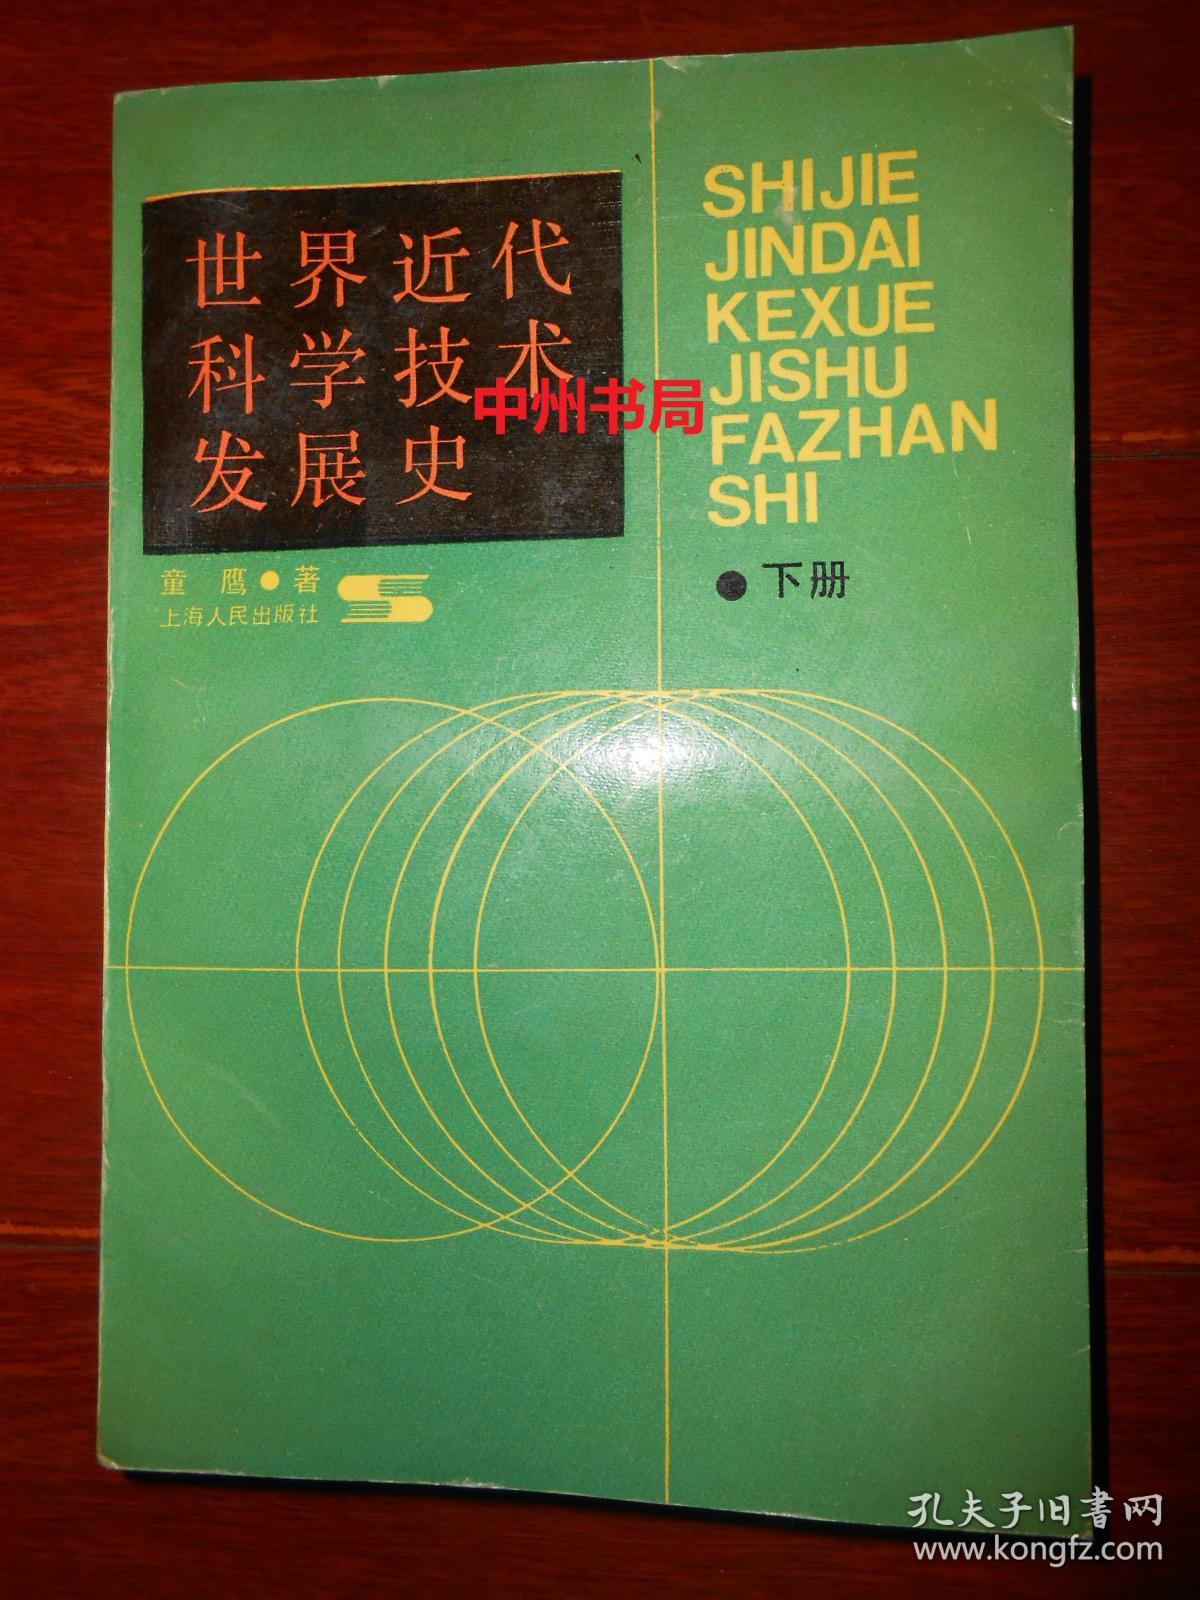 世界近代
科学技术
发展史
SHIJIE
JINDAI
KEXUE
JISHU
FAZHAN
SHI
中州书局
童 鹰●著
上海人民出版社
●下册
孔夫子旧書网
www.kongfz.com